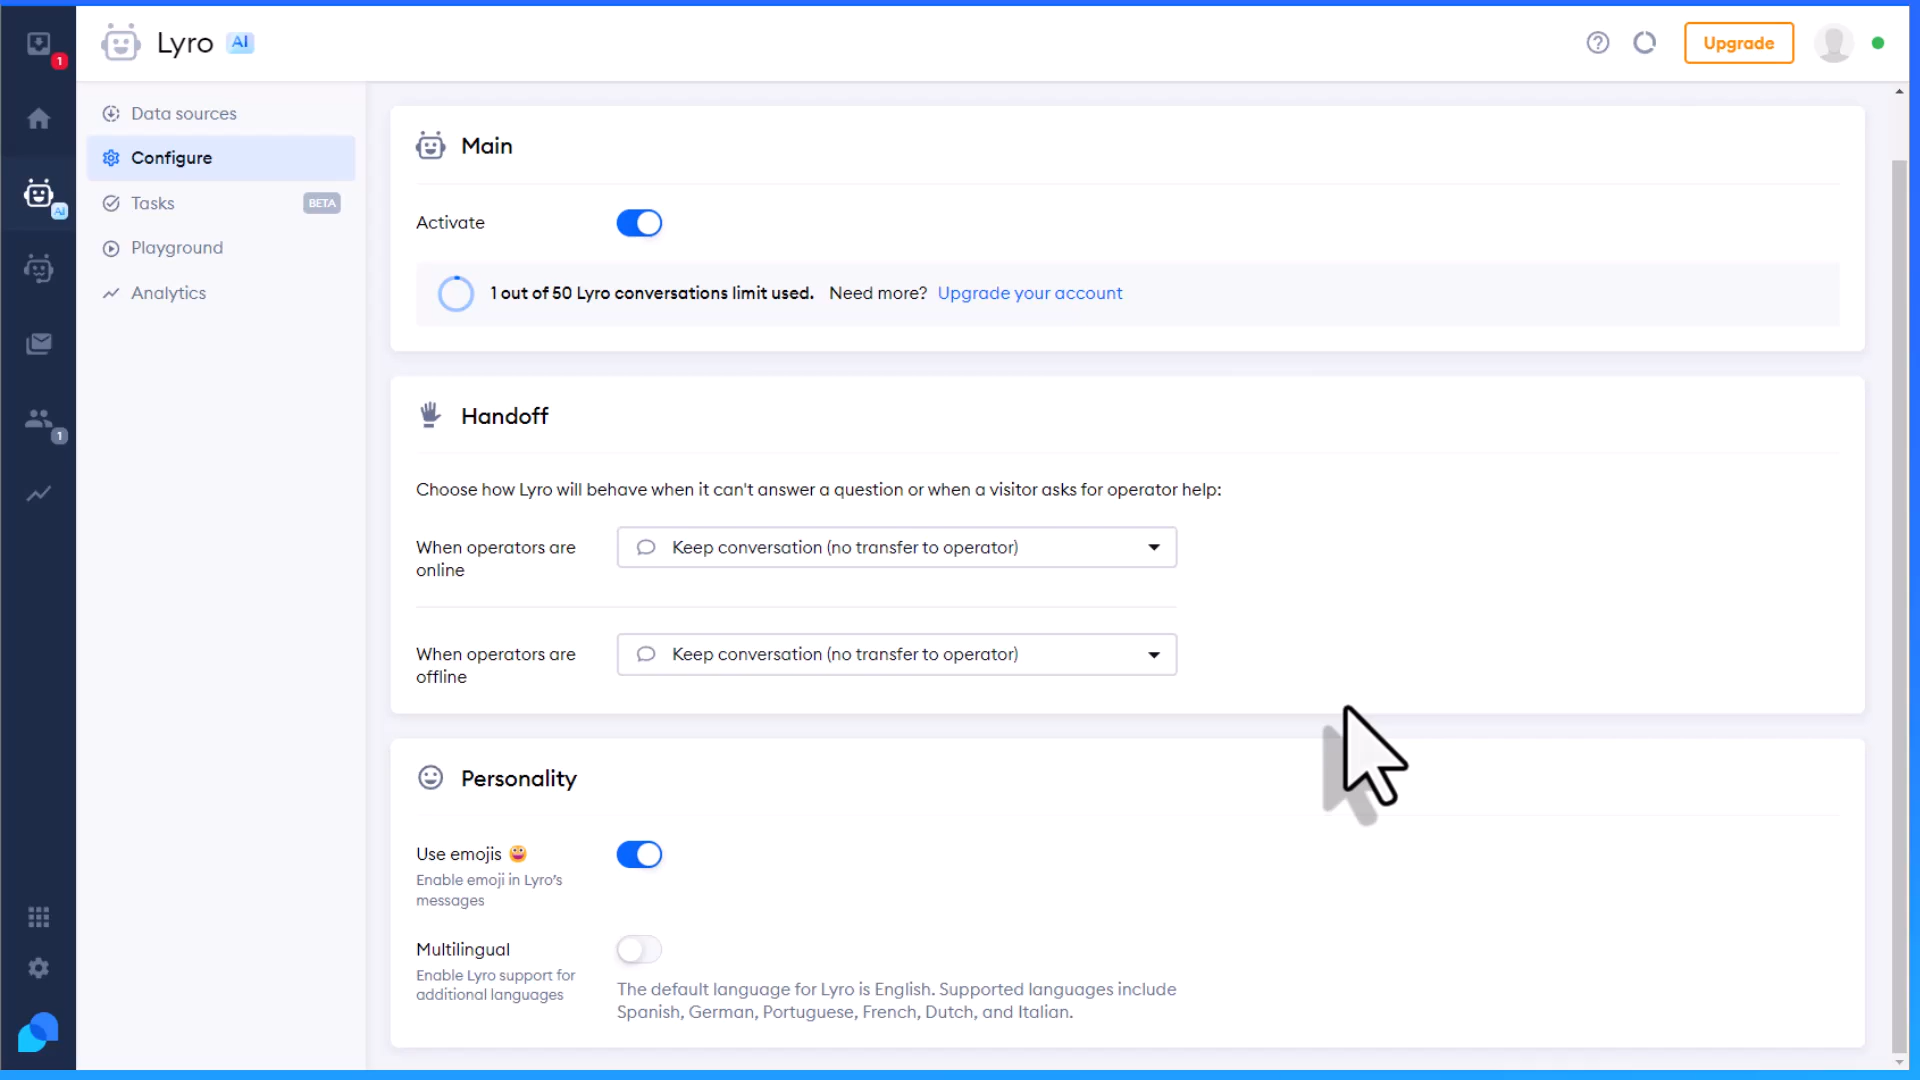 1
Lyro AI
Upgrade
Data sources
Configure
AI
Tasks BETA
Playground
Analytics
1
Main
Activate
1 out of 50 Lyro conversations limit used. Need more? Upgrade your account
Handoff
Choose how Lyro will behave when it can't answer a question or when a visitor asks for operator help:
When operators are
online
Keep conversation (no transfer to operator)
When operators are
offline
Keep conversation (no transfer to operator)
Personality
Use emojis 😀
Enable emoji in Lyro's
messages
Multilingual
Enable Lyro support for
additional languages
The default language for Lyro is English. Supported languages include
Spanish, German, Portuguese, French, Dutch, and Italian.